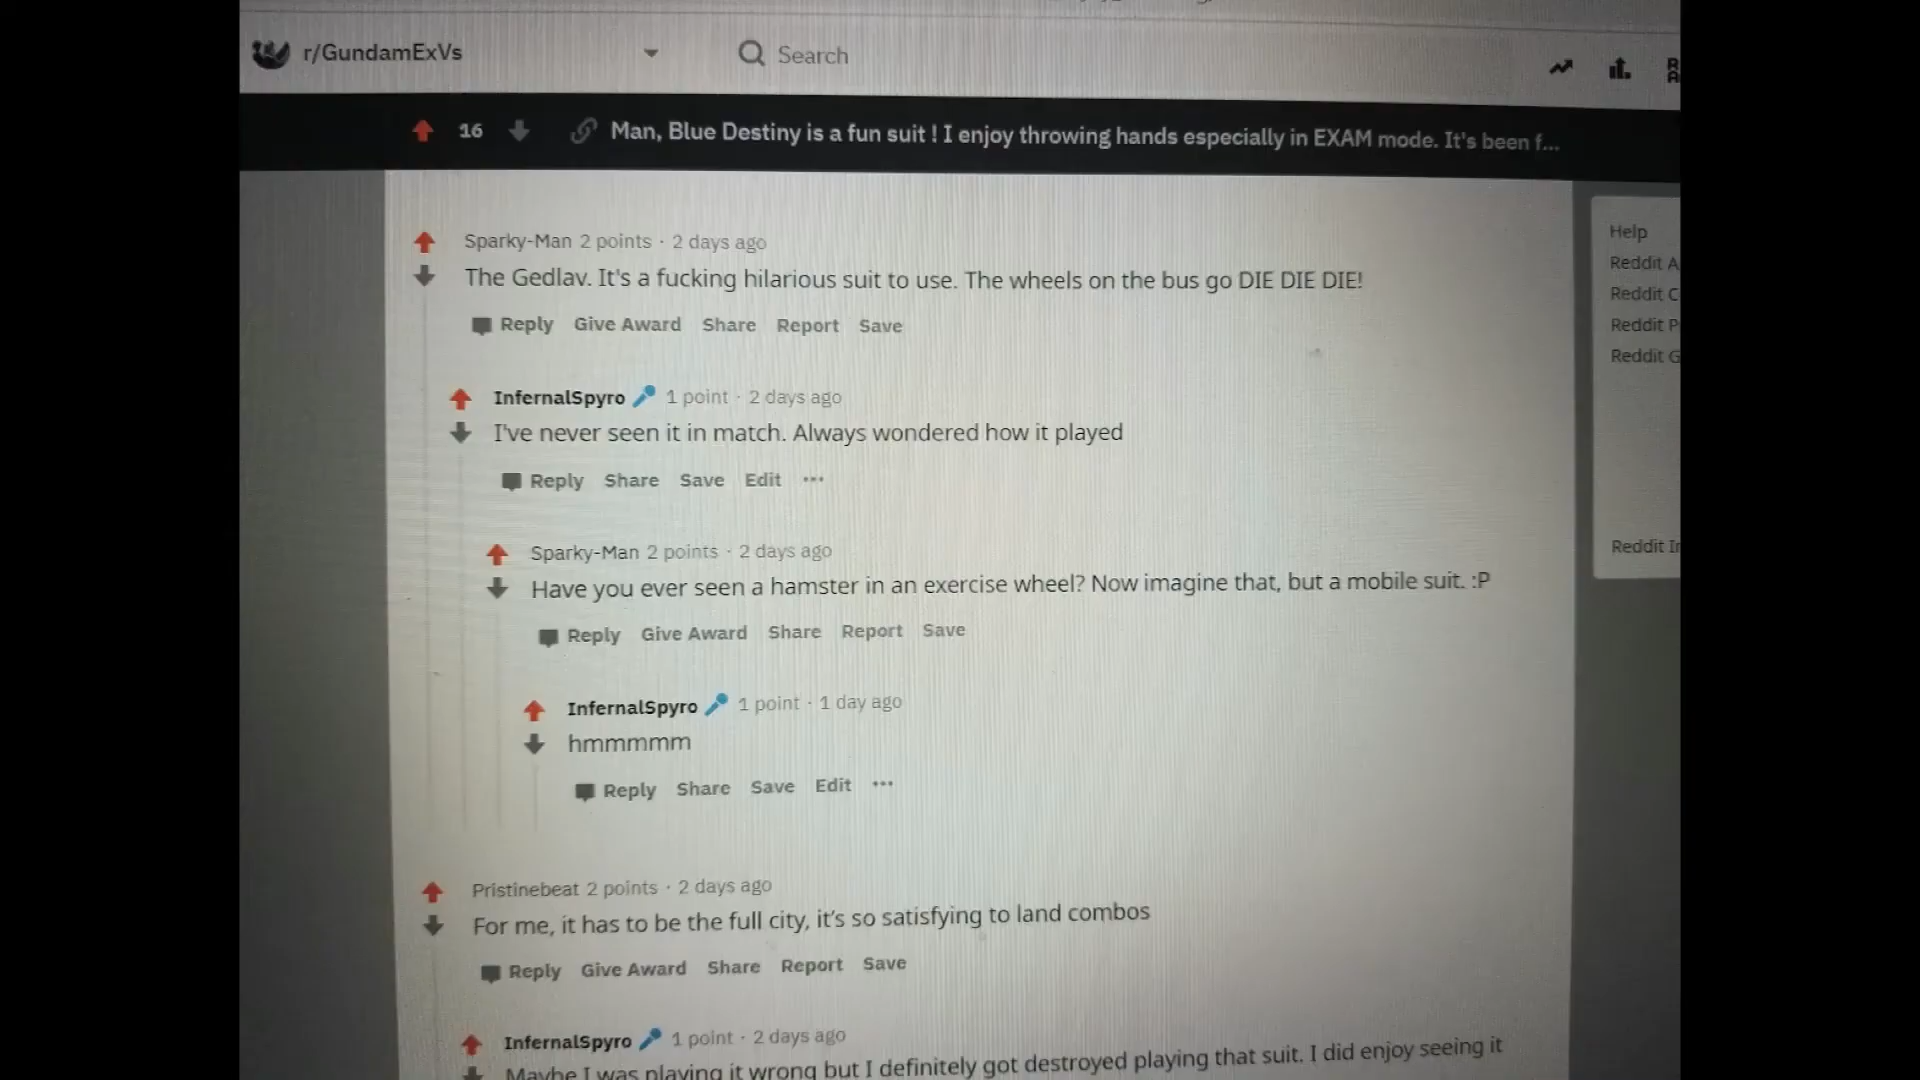 r/GundamExVs
Search
16
Man, Blue Destiny is a fun suit ! I enjoy throwing hands especially in EXAM mode. It's been f...
Sparky-Man 2 points · 2 days ago
The Gedlav. It's a fucking hilarious suit to use. The wheels on the bus go DIE DIE DIE!
Reply Give Award Share Report Save
InfernalSpyro 1 point · 2 days ago
I've never seen it in match. Always wondered how it played
Reply Share Save Edit ...
Sparky-Man 2 points · 2 days ago
Have you ever seen a hamster in an exercise wheel? Now imagine that, but a mobile suit. :P
Reply Give Award Share Report Save
InfernalSpyro 1 point · 1 day ago
hmmmmm
Reply Share Save Edit ...
Pristinebeat 2 points · 2 days ago
For me, it has to be the full city, it's so satisfying to land combos
Reply Give Award Share Report Save
InfernalSpyro 1 point · 2 days ago
Maybe I was playing it wrong but I definitely got destroyed playing that suit. I did enjoy seeing it
Help
Reddit A
Reddit C
Reddit P
Reddit G
Reddit